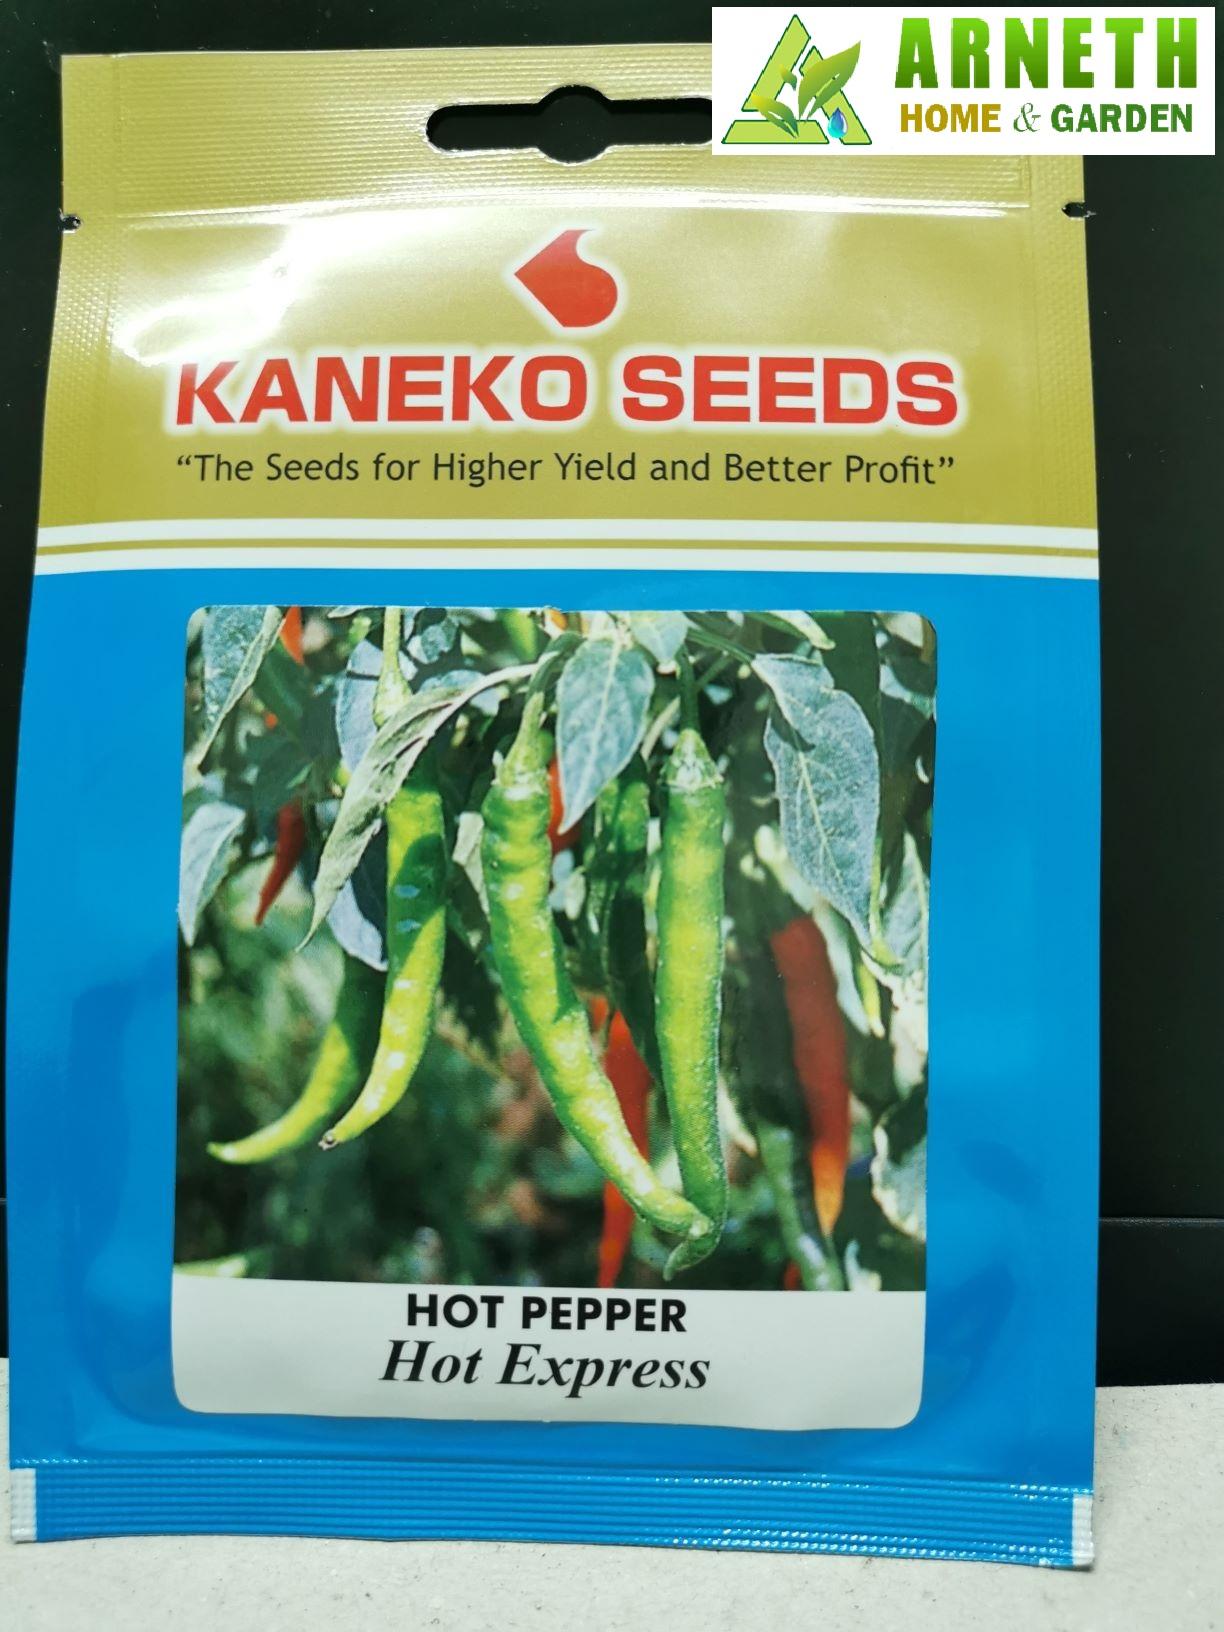 ARNETH
HOME & GARDEN
KANEKO SEEDS
“The Seeds for Higher Yield and Better Profit”
HOT PEPPER
Hot Express